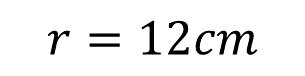 r = 12cm